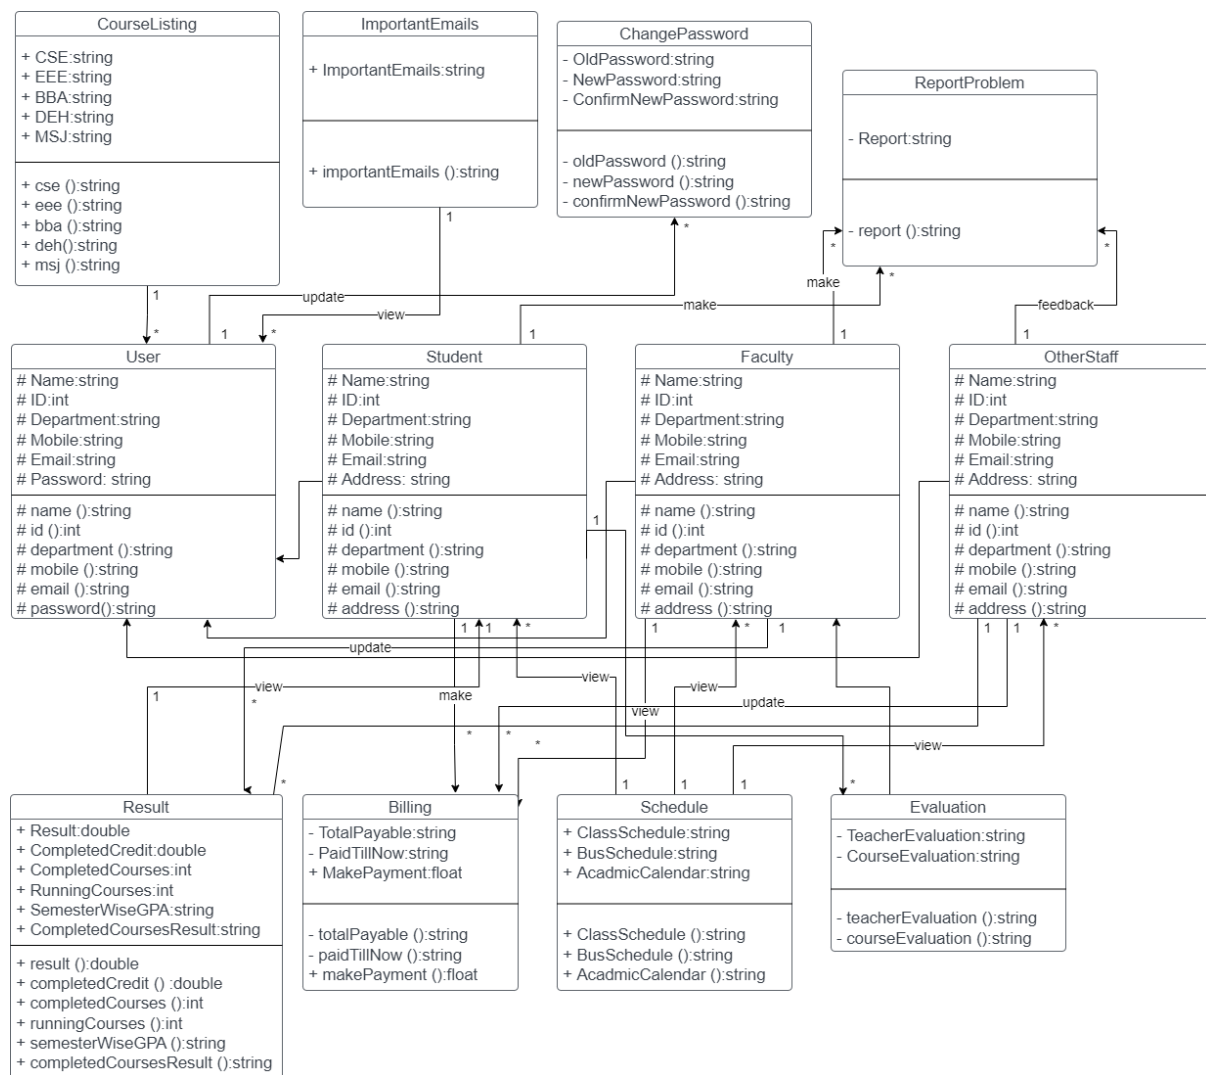 CourseListing
+ CSE:string
+ EEE:string
+ BBA:string
+ DEH:string
+ MSJ:string
+ cse ():string
+ eee ():string
+ bba ():string
+ deh():string
+ msj ():string
ImportantEmails
+ ImportantEmails:string
+ importantEmails ():string
ChangePassword
- OldPassword:string
- NewPassword:string
- ConfirmNewPassword:string
- oldPassword ():string
- newPassword ():string
- confirmNewPassword ():string
ReportProblem
- Report:string
- report ():string
1
*
1
update
*
1
view
*
1
make
*
1
make
*
1
feedback
*
User
# Name:string
# ID:int
# Department:string
# Mobile:string
# Email:string
# Password: string
# name ():string
# id ():int
# department ():string
# mobile ():string
# email ():string
# password():string
Student
# Name:string
# ID:int
# Department:string
# Mobile:string
# Email:string
# Address: string
# name ():string
# id ():int
# department ():string
# mobile ():string
# email ():string
# address ():string
Faculty
# Name:string
# ID:int
# Department:string
# Mobile:string
# Email:string
# Address: string
# name ():string
# id ():int
# department ():string
# mobile ():string
# email ():string
# address ():string
OtherStaff
# Name:string
# ID:int
# Department:string
# Mobile:string
# Email:string
# Address: string
# name ():string
# id ():int
# department ():string
# mobile ():string
# email ():string
# address ():string
1
1
1
*
1
*
1
1
1
*
update
view
view
view
1
*
make
view
update
*
*
*
view
*
1
1
1
*
Result
+ Result:double
+ CompletedCredit:double
+ CompletedCourses:int
+ RunningCourses:int
+ SemesterWiseGPA:string
+ CompletedCoursesResult:string
+ result ():double
+ completedCredit () :double
+ completedCourses ():int
+ runningCourses ():int
+ semesterWiseGPA ():string
+ completedCoursesResult ():string
Billing
- TotalPayable:string
- PaidTillNow:string
+ MakePayment:float
- totalPayable ():string
- paidTillNow ():string
+ makePayment ():float
Schedule
+ ClassSchedule:string
+ BusSchedule:string
+ AcadmicCalendar:string
+ ClassSchedule ():string
+ BusSchedule ():string
+ AcadmicCalendar ():string
Evaluation
- TeacherEvaluation:string
- CourseEvaluation:string
- teacherEvaluation ():string
- courseEvaluation ():string